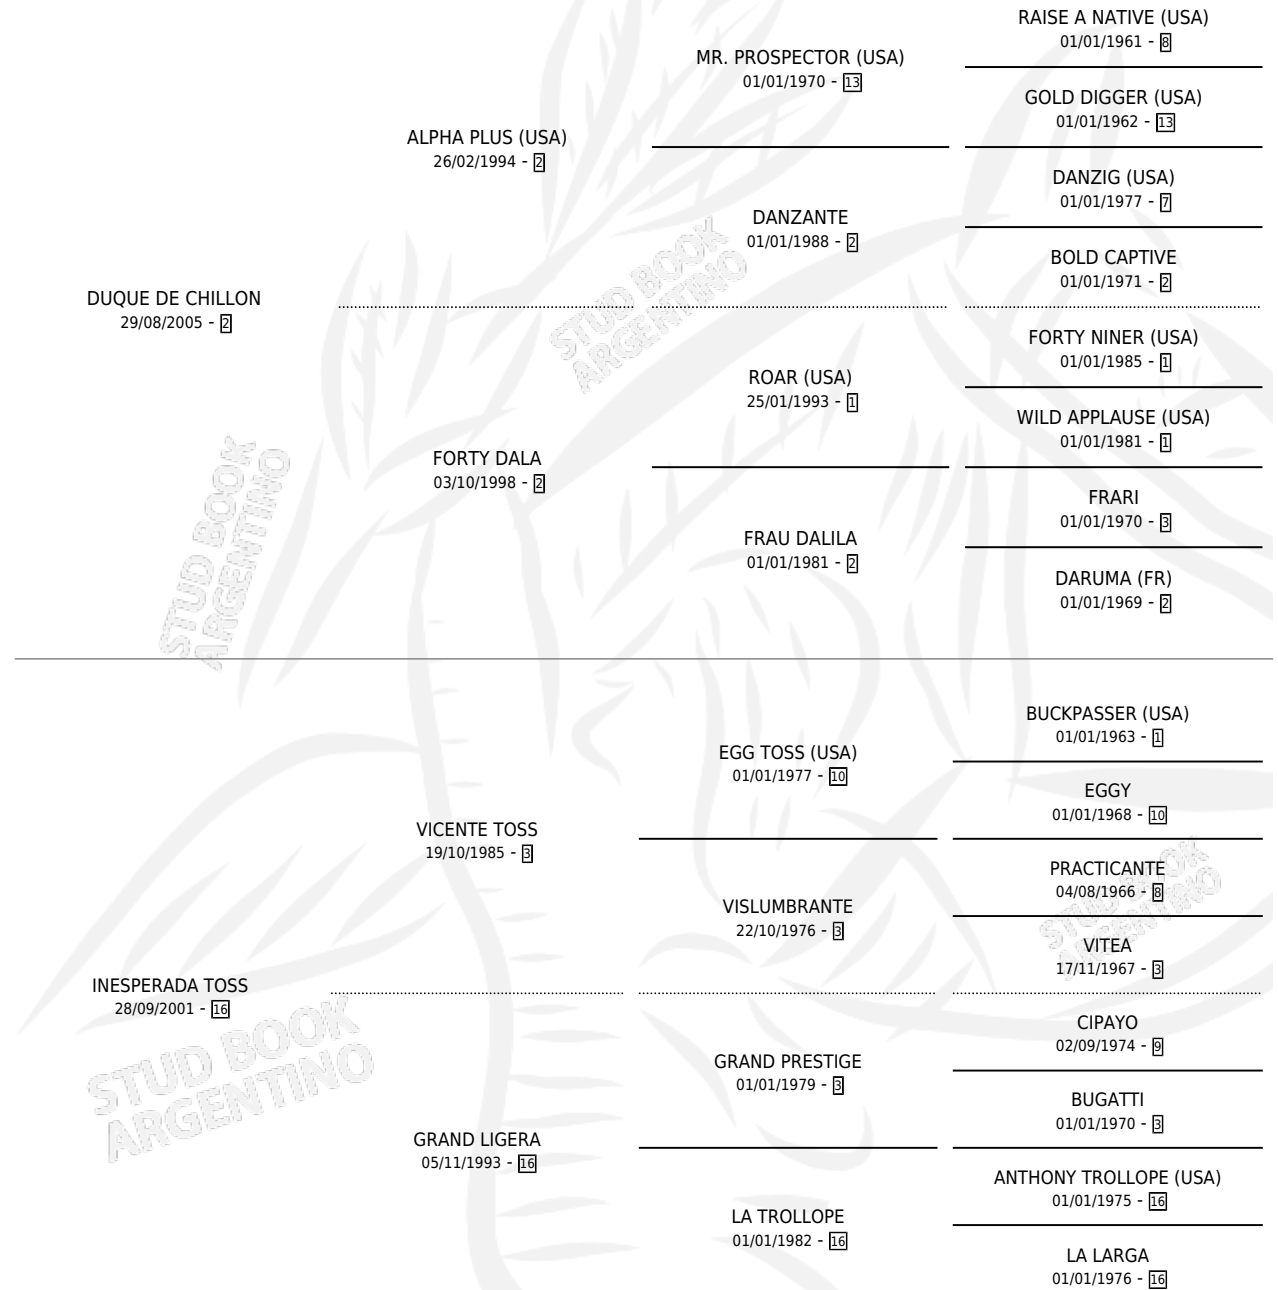 RAISE A NATIVE (USA)
01/01/1961 - 8
MR. PROSPECTOR (USA)
01/01/1970 - 13
GOLD DIGGER (USA)
01/01/1962 - 13
ALPHA PLUS (USA)
26/02/1994 - 2
DANZIG (USA)
01/01/1977 - 7
DANZANTE
01/01/1988 - 2
BOLD CAPTIVE
01/01/1971 - 2
DUQUE DE CHILLON
29/08/2005 - 2
STUD BOOK
ARGENTINO
FORTY NINER (USA)
01/01/1985 - 1
ROAR (USA)
25/01/1993 - 1
WILD APPLAUSE (USA)
01/01/1981 - 1
FORTY DALA
03/10/1998 - 2
FRARI
01/01/1970 - 3
FRAU DALILA
01/01/1981 - 2
DARUMA (FR)
01/01/1969 - 2
STUD BOOK
ARGENTINO
BUCKPASSER (USA)
01/01/1963 - 1
EGG TOSS (USA)
01/01/1977 - 10
EGGY
01/01/1968 - 10
VICENTE TOSS
19/10/1985 - 3
PRACTICANTE
04/08/1966 - 8
VISLUMBRANTE
22/10/1976 - 3
STUD BOOK
ARGENTINO
VITEA
17/11/1967 - 3
INESPERADA TOSS
28/09/2001 - 16
STUD BOOK
ARGENTINO
CIPAYO
02/09/1974 - 9
GRAND PRESTIGE
01/01/1979 - 3
BUGATTI
01/01/1970 - 3
GRAND LIGERA
05/11/1993 - 16
ANTHONY TROLLOPE (USA)
01/01/1975 - 16
LA TROLLOPE
01/01/1982 - 16
LA LARGA
01/01/1976 - 16